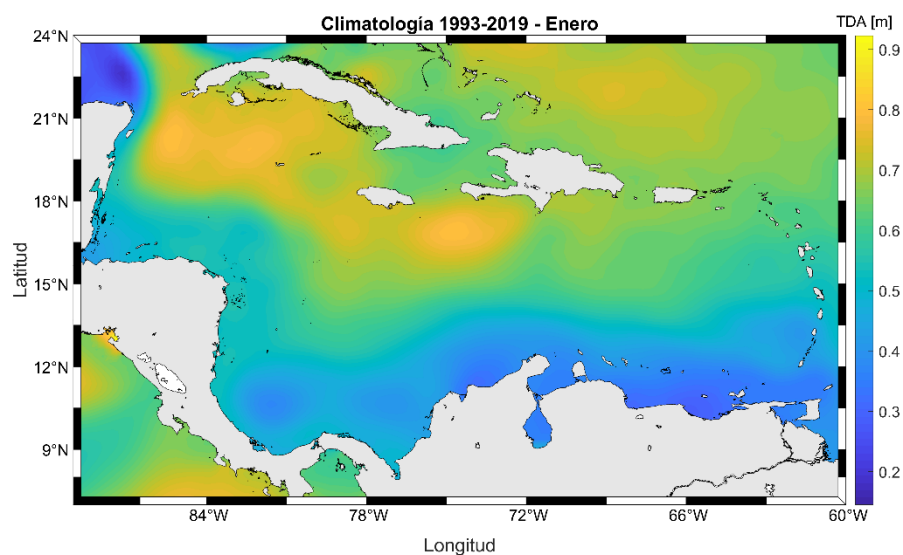 Climatología 1993-2019 - Enero
TDA [m]
24°N
21°N
18°N
15°N
12°N
9°N
Latitud
84°W
78°W
72°W
66°W
60°W
Longitud
0.9
0.8
0.7
0.6
0.5
0.4
0.3
0.2